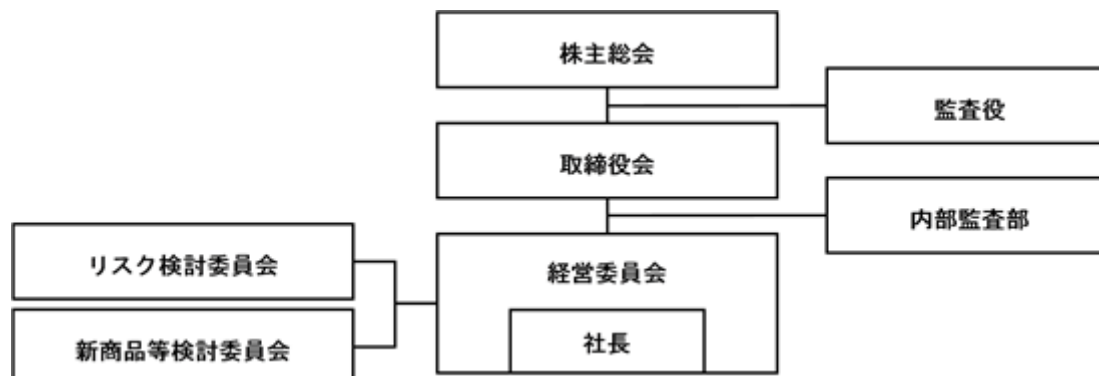 株主総会
監査役
取締役会
内部監査部
リスク検討委員会
経営委員会
社長
新商品等検討委員会